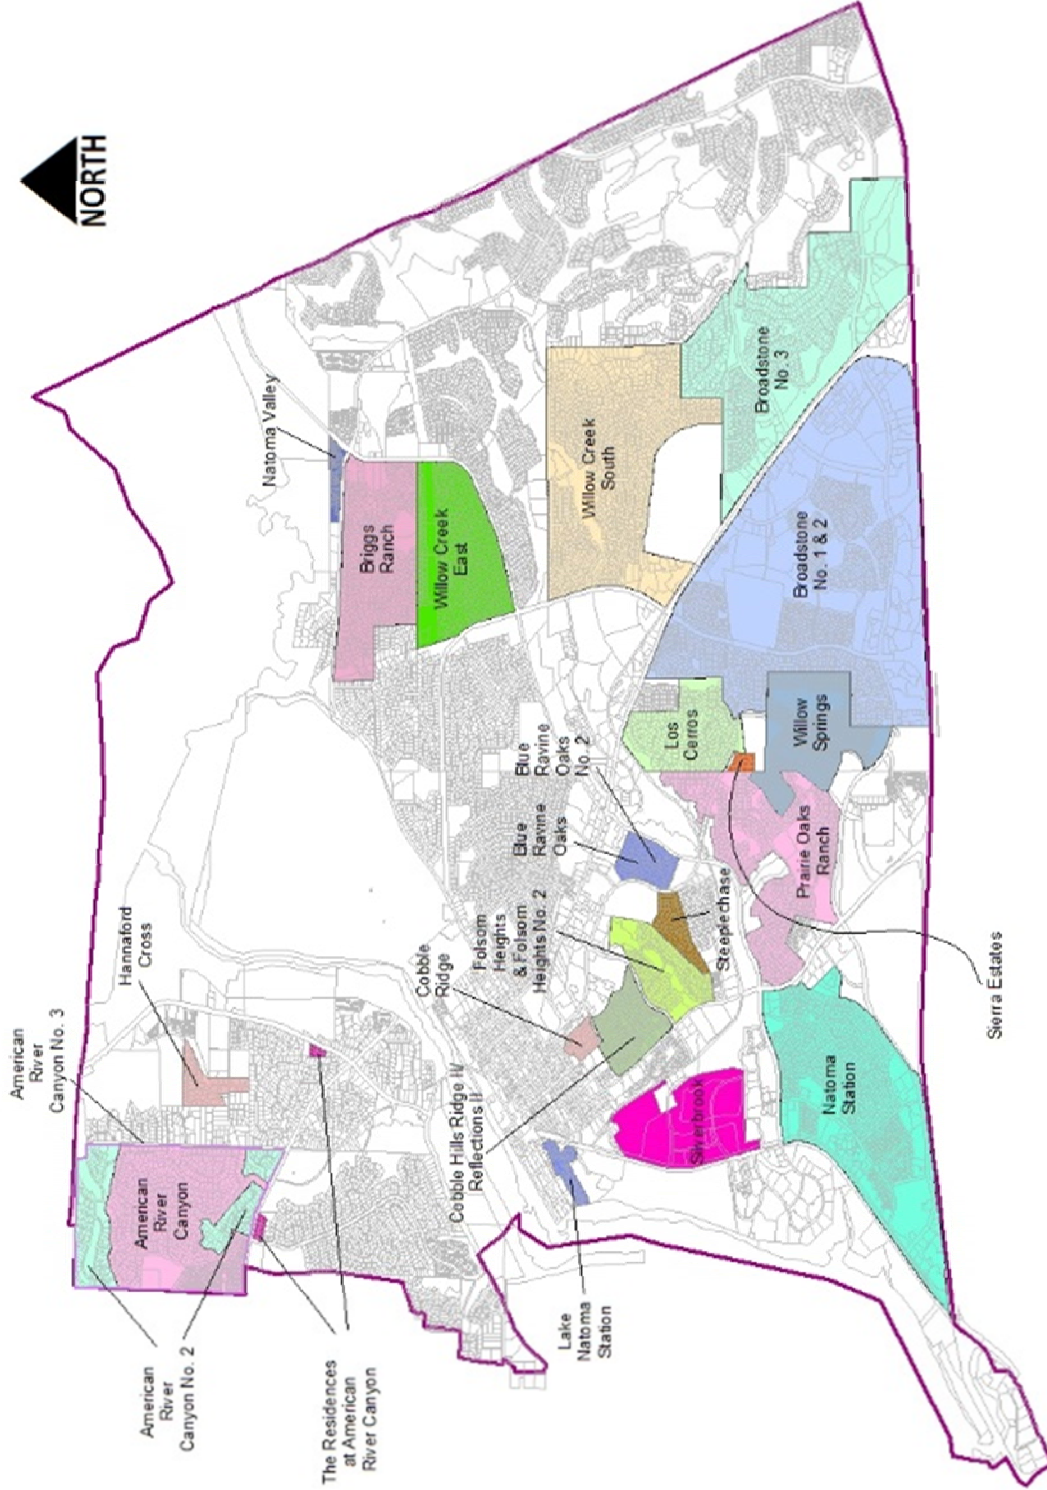 NORTH
American
River
Canyon No. 3
Hannaford
Cross
Natoma Valley
American
River
Canyon
American
River
Canyon No. 2
The Residences
at American
River Canyon
Briggs
Ranch
Willow Creek
East
Cobble
Ridge
Folsom
Heights
& Folsom
Heights No. 2
Blue
Ravine
Oaks
Blue
Ravine
Oaks
No. 2
Willow Creek
South
Cobble Hills Ridge II/
Reflections II
Lake
Natoma
Station
Silverbrook
Steeplechase
Los
Cerros
Broadstone
No. 3
Broadstone
No. 1 & 2
Willow
Springs
Prairie Oaks
Ranch
Natoma
Station
Sierra Estates